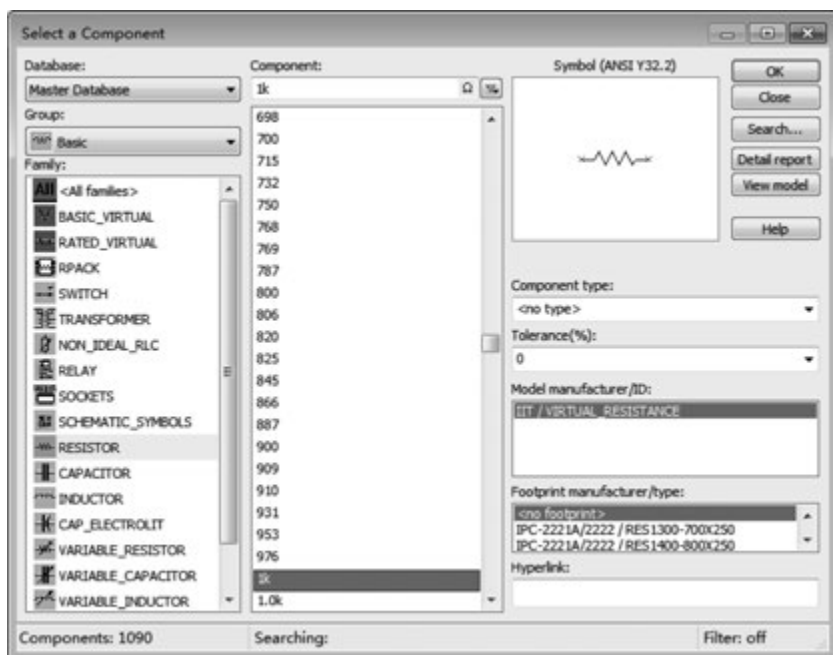 Select a Component
Database:
Master Database
Group:
Basic
Family:
All <All families>
BASIC_VIRTUAL
RATED_VIRTUAL
RPACK
SWITCH
TRANSFORMER
NON_IDEAL_RLC
RELAY
SOCKETS
SCHEMATIC_SYMBOLS
RESISTOR
CAPACITOR
INDUCTOR
CAP_ELECTROLIT
VARIABLE_RESISTOR
VARIABLE_CAPACITOR
VARIABLE_INDUCTOR
Component:
1k Ω %
698
700
715
732
750
768
769
787
800
806
820
825
845
866
887
900
909
910
931
953
976
1k
1.0k
Symbol (ANSI Y32.2)
OK
Close
Search...
Detail report
View model
Help
Component type:
<no type>
Tolerance(%):
0
Model manufacturer/ID:
IIT / VIRTUAL_RESISTANCE
Footprint manufacturer/type:
<no footprint>
IPC-2221A/2222 / RES1300-700X250
IPC-2221A/2222 / RES1400-800X250
Hyperlink:
Components: 1090
Searching:
Filter: off